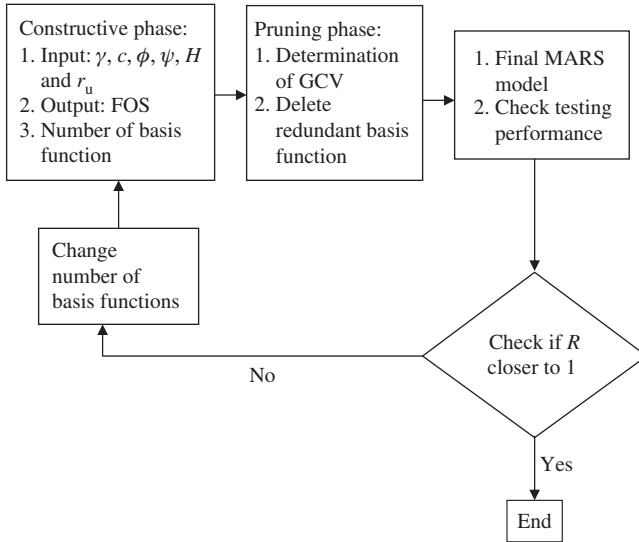 Constructive phase:
1. Input: γ, c, ϕ, ψ, H
and rᵤ
2. Output: FOS
3. Number of basis
function
Pruning phase:
1. Determination
of GCV
2. Delete
redundant basis
function
1. Final MARS
model
2. Check testing
performance
Change
number of
basis functions
Check if R
closer to 1
No
Yes
End